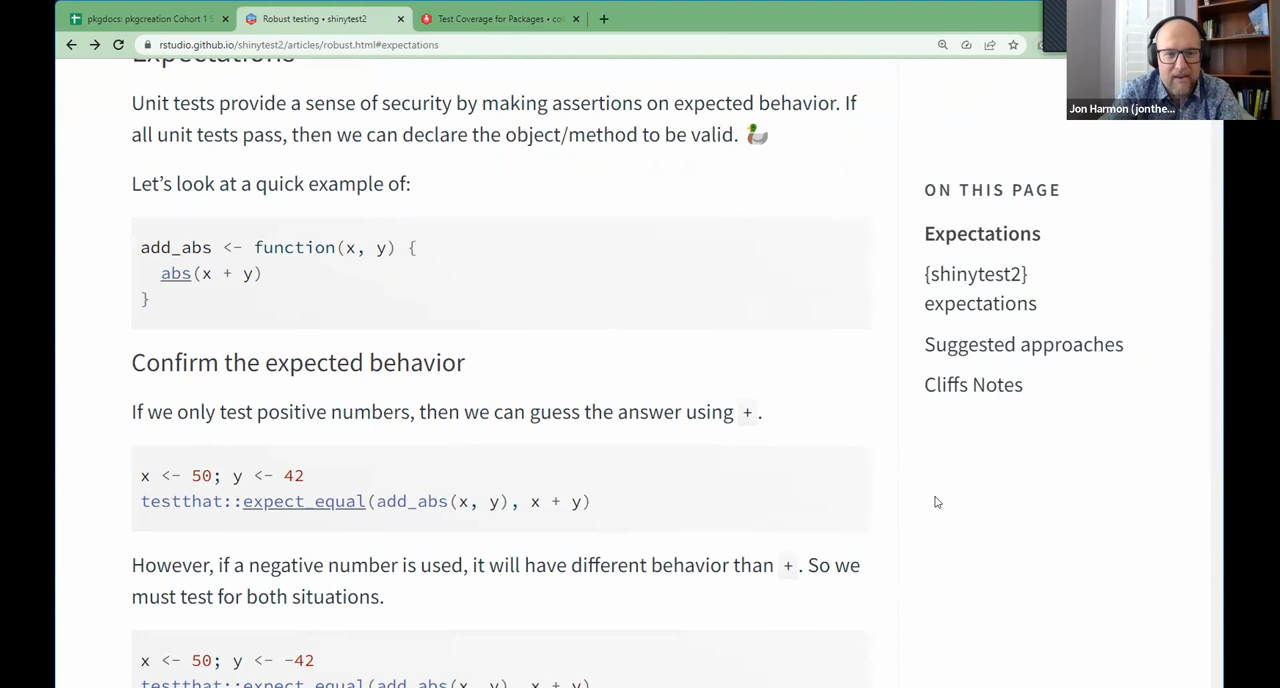 pkgdocs: pkgcreation Cohort 1 S
Robust testing • shinytest2
Test Coverage for Packages • co
rstudio.github.io/shinytest2/articles/robust.html#expectations
Jon Harmon (jonthe...
Expectations
Unit tests provide a sense of security by making assertions on expected behavior. If
all unit tests pass, then we can declare the object/method to be valid. 🦆
Let’s look at a quick example of:
add_abs <- function(x, y) {
abs(x + y)
}
Confirm the expected behavior
If we only test positive numbers, then we can guess the answer using + .
x <- 50; y <- 42
testthat::expect_equal(add_abs(x, y), x + y)
However, if a negative number is used, it will have different behavior than + . So we
must test for both situations.
x <- 50; y <- -42
testthat::expect_equal(add_abs(x, y), x + y)
ON THIS PAGE
Expectations
{shinytest2}
expectations
Suggested approaches
Cliffs Notes